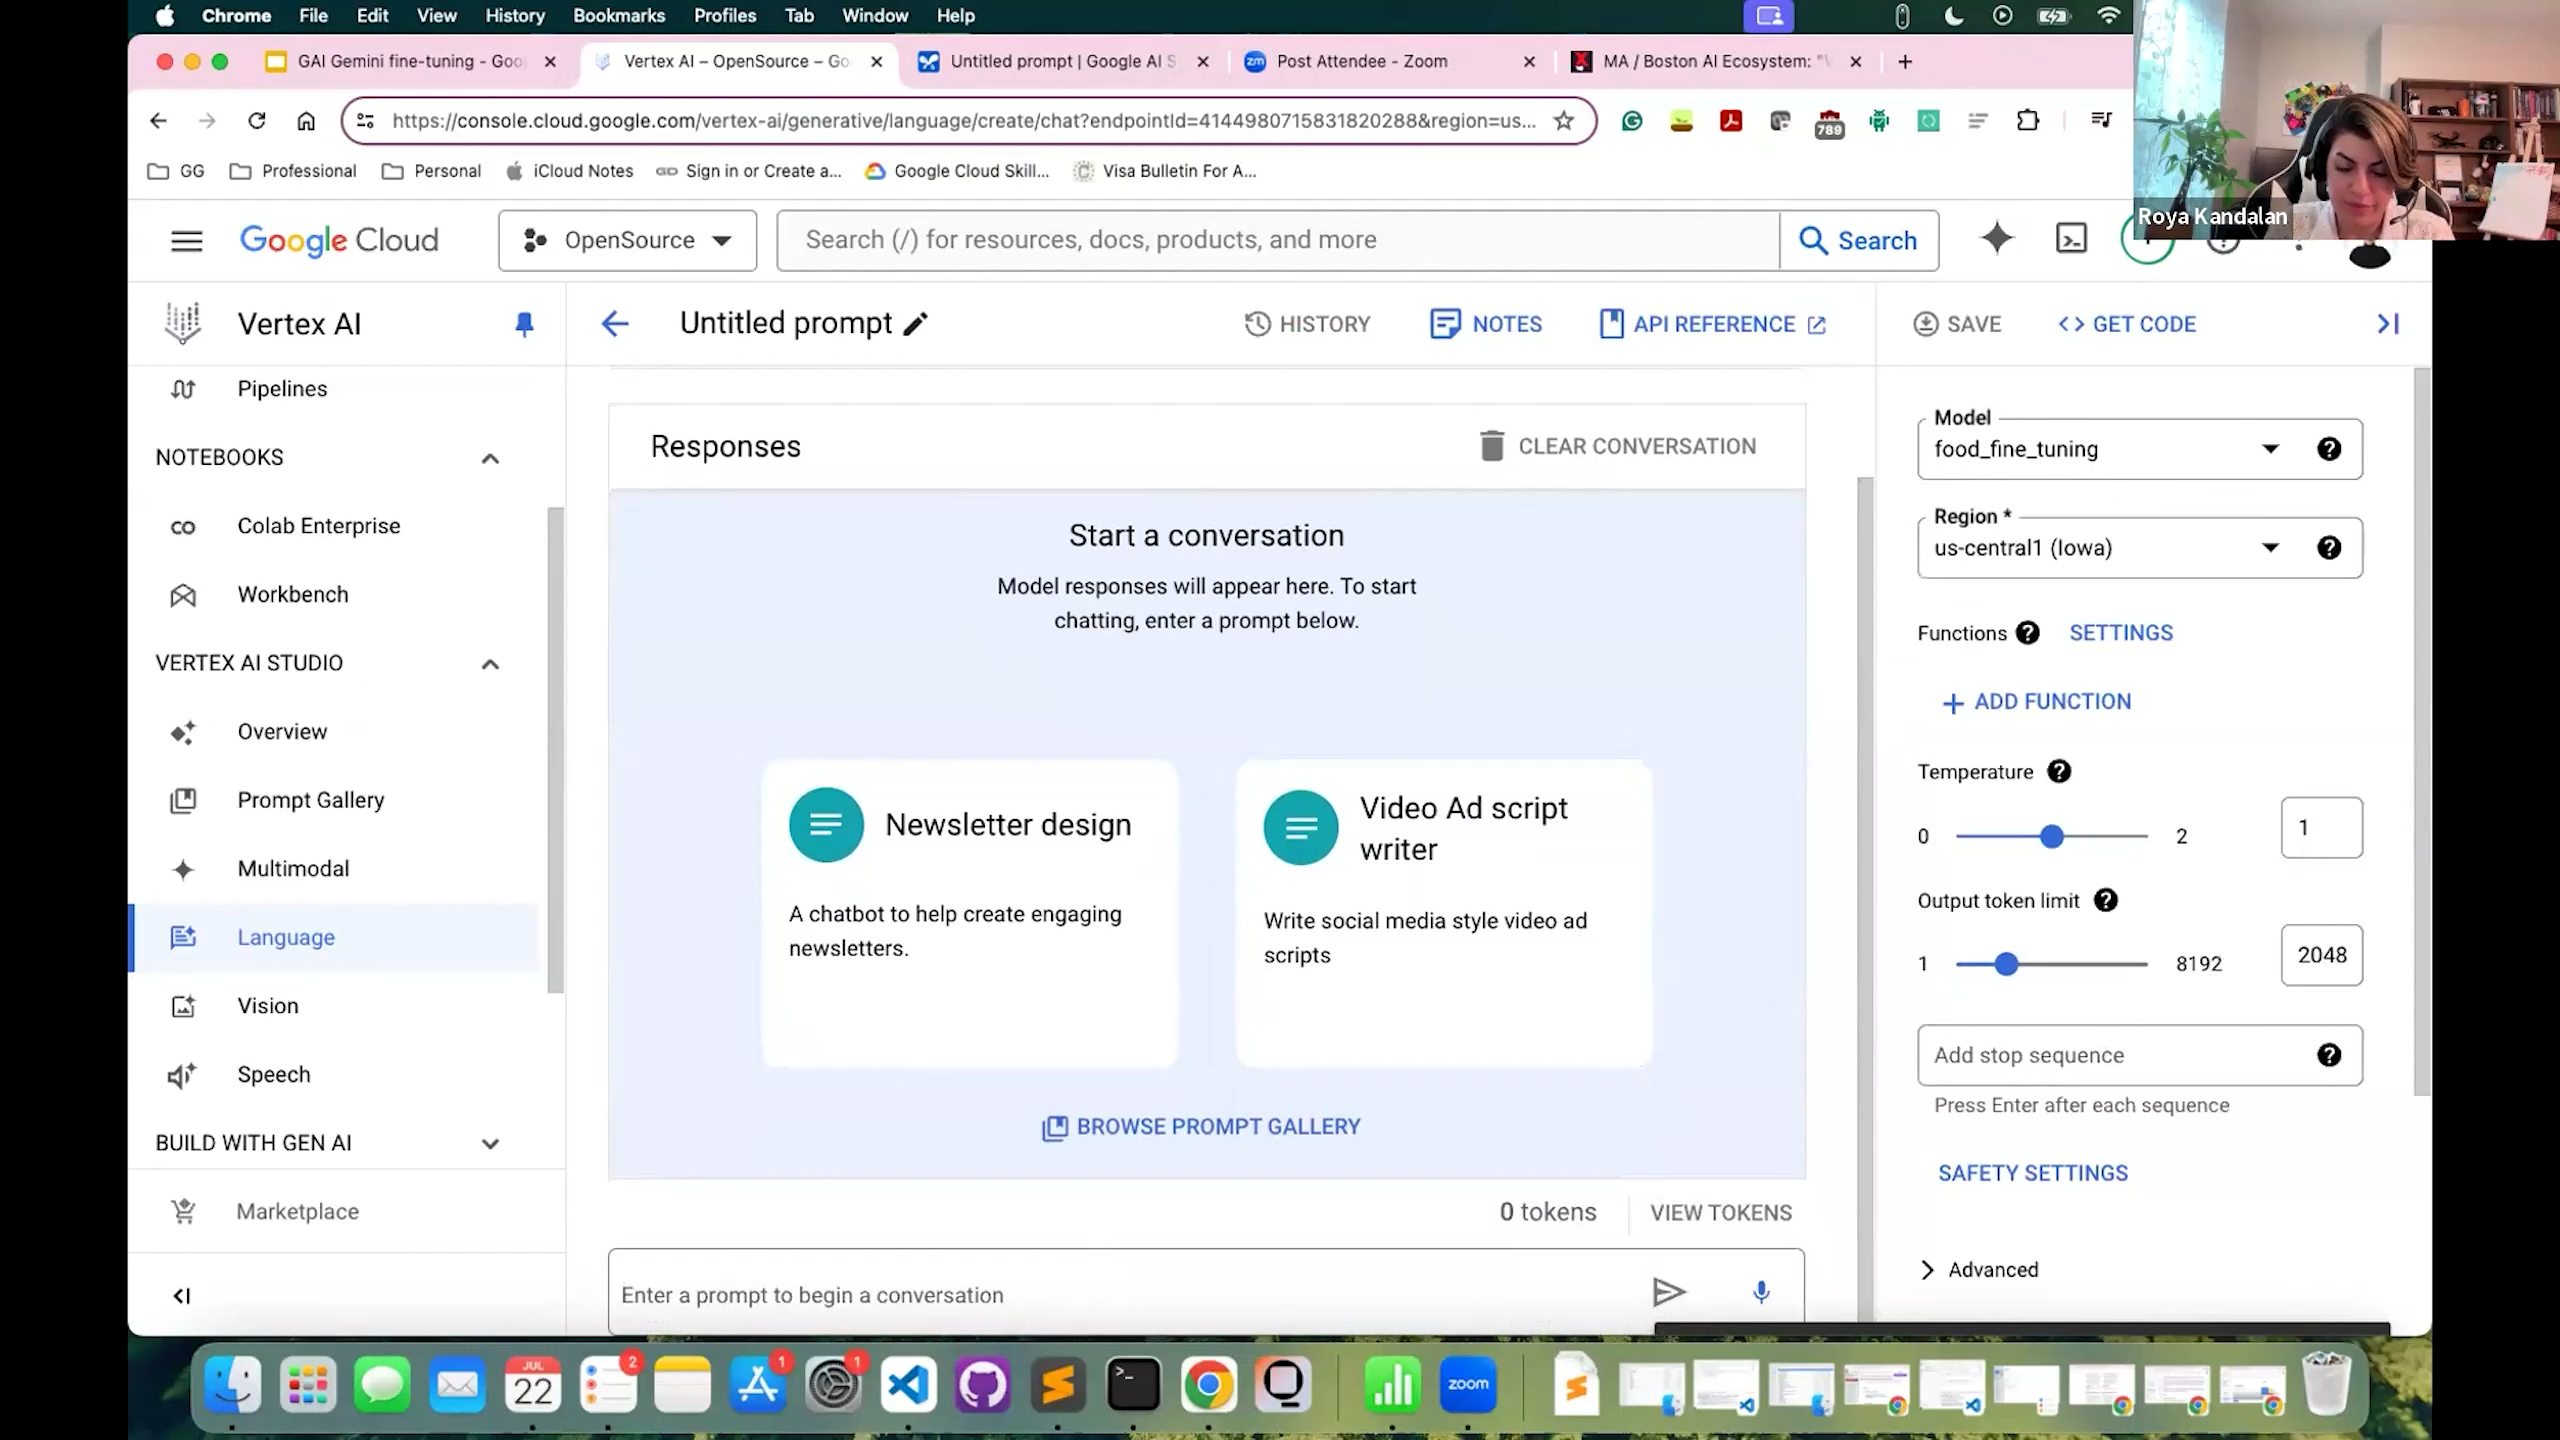 Chrome File Edit View History Bookmarks Profiles Tab Window Help
GAI Gemini fine-tuning - Goo
Vertex AI – OpenSource – Go
Untitled prompt | Google AI S
Post Attendee - Zoom
MA / Boston AI Ecosystem: "
https://console.cloud.google.com/vertex-ai/generative/language/create/chat?endpointId=4144980715831820288&region=us...
789
GG Professional Personal iCloud Notes Sign in or Create a... Google Cloud Skill... Visa Bulletin For A...
Roya Kandalan
Google Cloud OpenSource Search (/) for resources, docs, products, and more Search
Vertex AI
Untitled prompt HISTORY NOTES API REFERENCE SAVE GET CODE
Pipelines
NOTEBOOKS
Colab Enterprise
Workbench
VERTEX AI STUDIO
Overview
Prompt Gallery
Multimodal
Language
Vision
Speech
BUILD WITH GEN AI
Marketplace
Responses CLEAR CONVERSATION
Start a conversation
Model responses will appear here. To start
chatting, enter a prompt below.
Newsletter design
A chatbot to help create engaging
newsletters.
Video Ad script
writer
Write social media style video ad
scripts
BROWSE PROMPT GALLERY
0 tokens VIEW TOKENS
Enter a prompt to begin a conversation
Model
food_fine_tuning
Region *
us-central1 (Iowa)
Functions SETTINGS
ADD FUNCTION
Temperature
0 2 1
Output token limit
1 8192 2048
Add stop sequence
Press Enter after each sequence
SAFETY SETTINGS
Advanced
JUL
22
2
1
1
zoom